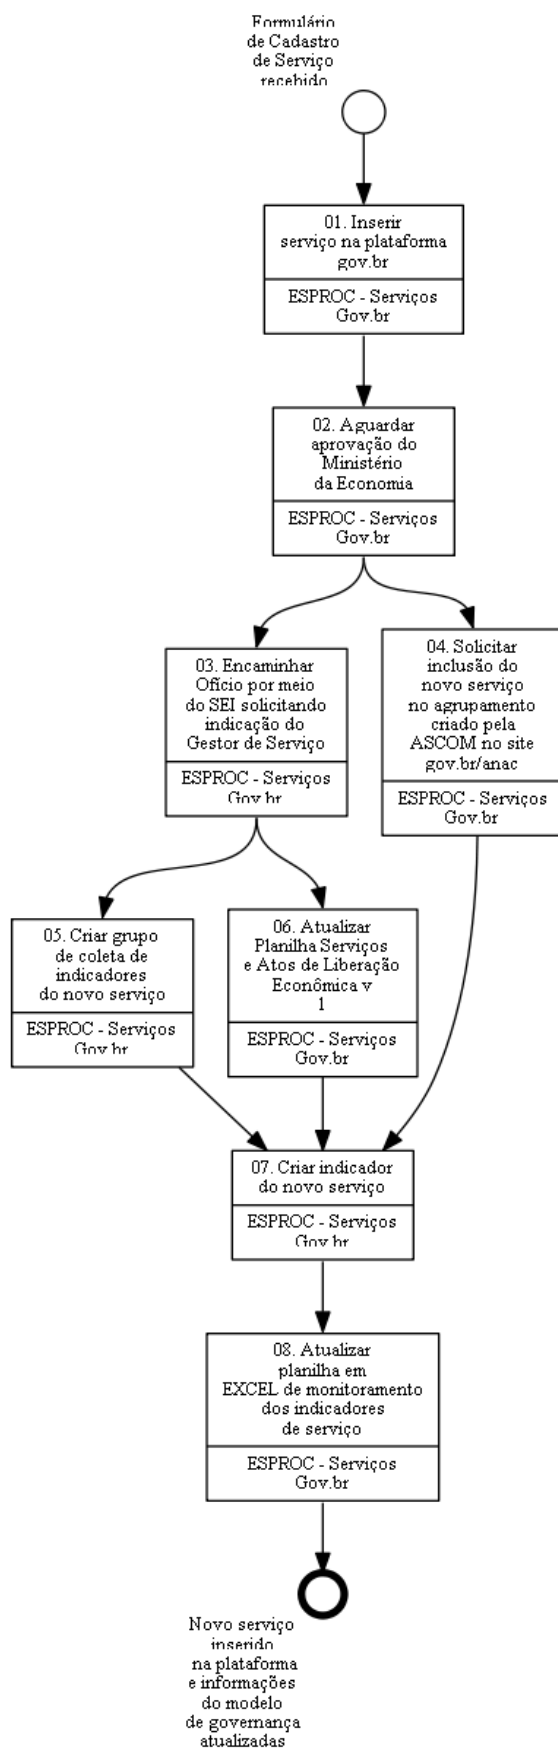 Formulário
de Cadastro
de Serviço
recebido
01. Inserir
serviço na plataforma
gov.br
ESPROC - Serviços
Gov.br
02. Aguardar
aprovação do
Ministério
da Economia
ESPROC - Serviços
Gov.br
03. Encaminhar
Ofício por meio
do SEI solicitando
indicação do
Gestor de Serviço
ESPROC - Serviços
Gov.br
04. Solicitar
inclusão do
novo serviço
no agrupamento
criado pela
ASCOM no site
gov.br/anac
ESPROC - Serviços
Gov.br
05. Criar grupo
de coleta de
indicadores
do novo serviço
ESPROC - Serviços
Gov.br
06. Atualizar
Planilha Serviços
e Atos de Liberação
Econômica v
1
ESPROC - Serviços
Gov.br
07. Criar indicador
do novo serviço
ESPROC - Serviços
Gov.br
08. Atualizar
planilha em
EXCEL de monitoramento
dos indicadores
de serviço
ESPROC - Serviços
Gov.br
Novo serviço
inserido
na plataforma
e informações
do modelo
de governança
atualizadas